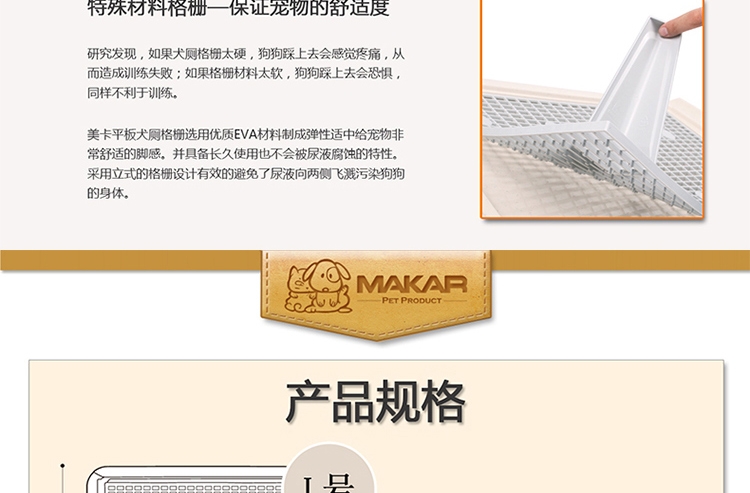 特殊材料格栅—保证宠物的舒适度
研究发现，如果犬厕格栅太硬，狗狗踩上去会感觉疼痛，从
而造成训练失败；如果格栅材料太软，狗狗踩上去会恐惧，
同样不利于训练。
美卡平板犬厕格栅选用优质EVA材料制成弹性适中给宠物非
常舒适的脚感。并具备长久使用也不会被尿液腐蚀的特性。
采用立式的格栅设计有效的避免了尿液向两侧飞溅污染狗狗
的身体。
MAKAR
PET PRODUCT
产品规格
L号